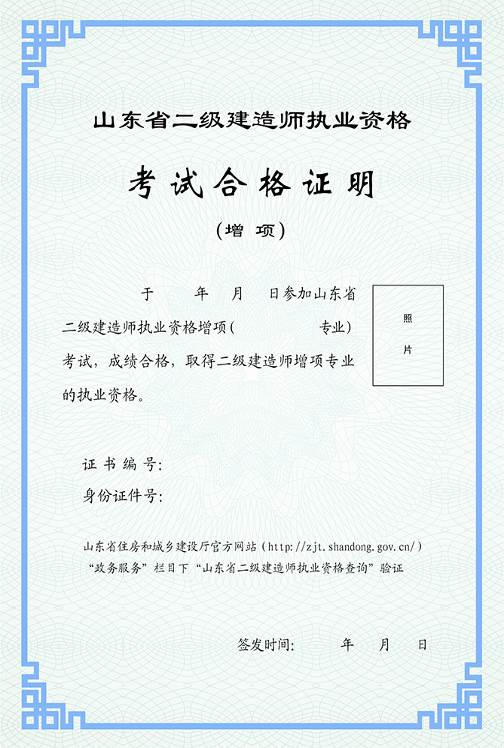 山东省二级建造师执业资格
考试合格证明
(增 项)
于　　年　月　日参加山东省
二级建造师执业资格增项(　　　　专业)
考试，成绩合格，取得二级建造师增项专业
的执业资格。
照
片
证书编号：
身份证件号：
山东省住房和城乡建设厅官方网站（http://zjt.shandong.gov.cn/）
“政务服务”栏目下“山东省二级建造师执业资格查询”验证
签发时间：　　年　月　日